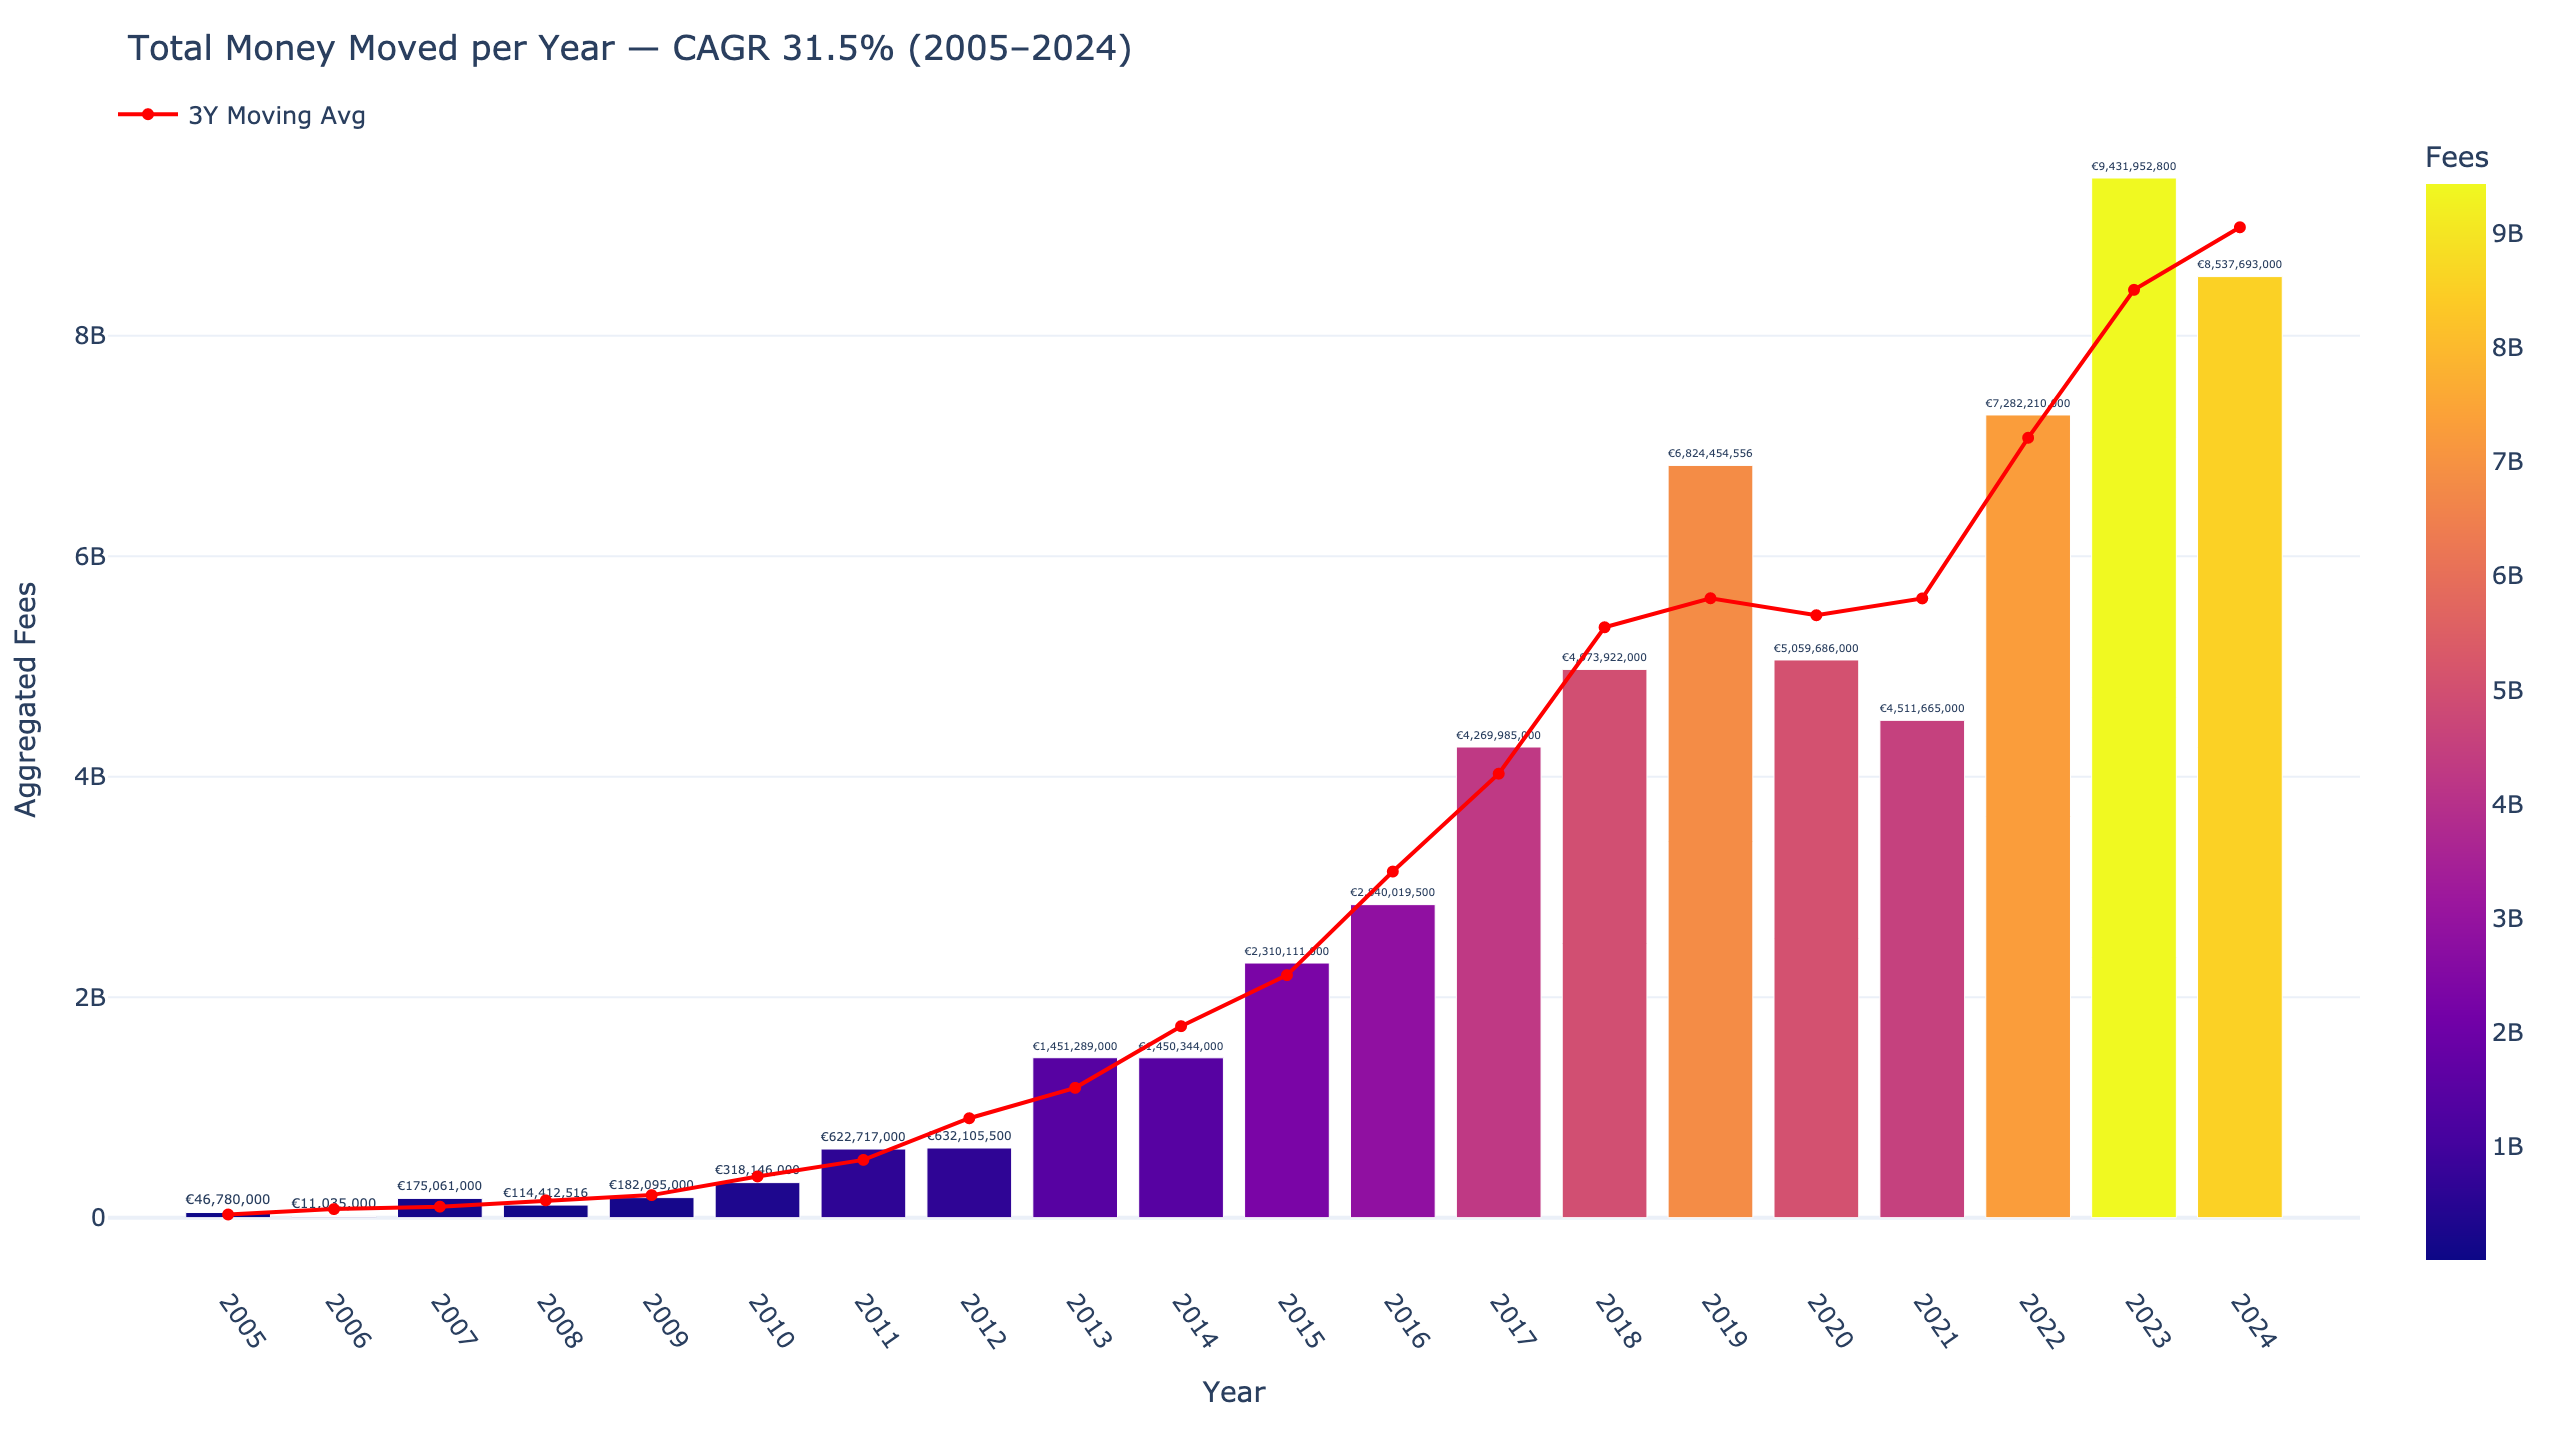 Total Money Moved per Year — CAGR 31.5% (2005–2024)
3Y Moving Avg
Fees
9B
8B
7B
6B
5B
4B
3B
2B
1B
Aggregated Fees
8B
6B
4B
2B
0
€46,780,000
€175,061,000
€114,412,516
€182,095,000
€318,146,000
€622,717,000
€632,105,500
€1,451,289,000
€1,450,344,000
€2,310,111,000
€2,840,019,500
€4,269,985,000
€4,973,922,000
€6,824,454,556
€5,059,686,000
€4,511,665,000
€7,282,210,000
€9,431,952,800
€8,537,693,000
2005
2006
2007
2008
2009
2010
2011
2012
2013
2014
2015
2016
2017
2018
2019
2020
2021
2022
2023
2024
Year